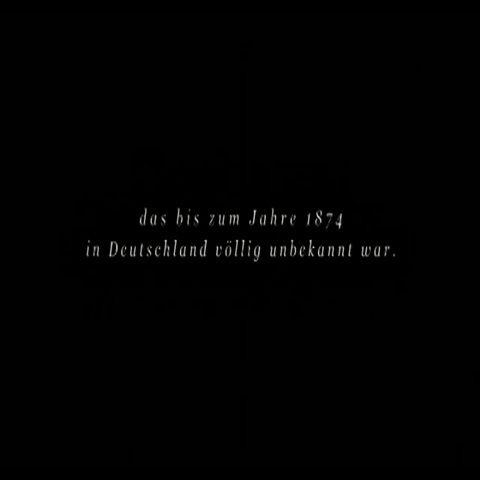 das bis zum Jahre 1874
in Deutschland völlig unbekannt war.